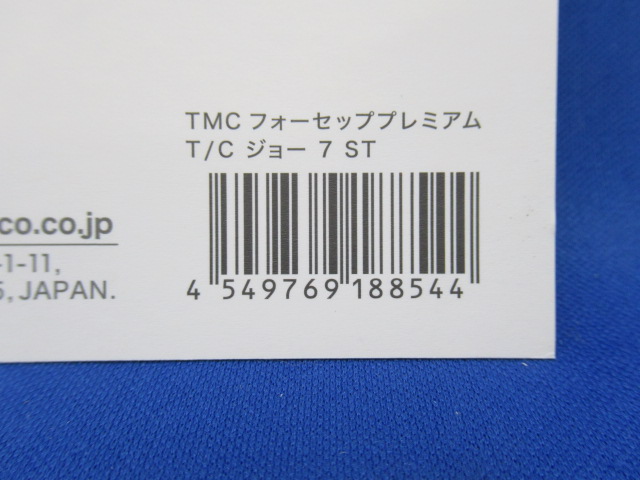 TMC フォーセッププレミアム
T/C ジョー 7 ST
co.co.jp
-1-11,
5, JAPAN.
4 549769 188544